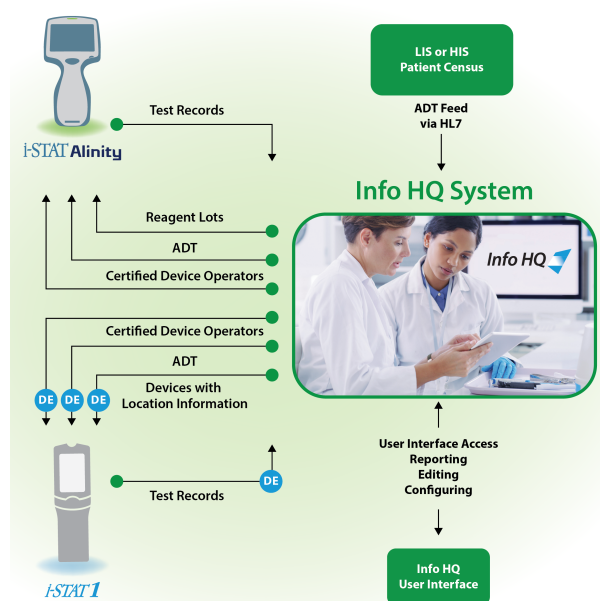 LIS or HIS
Patient Census
ADT Feed
via HL7
Test Records
i-STAT Alinity
Info HQ System
Reagent Lots
ADT
Certified Device Operators
Info HQ
Certified Device Operators
ADT
Devices with
Location Information
DE DE DE
User Interface Access
Reporting
Editing
Configuring
DE
Test Records
i-STAT 1
Info HQ
User Interface